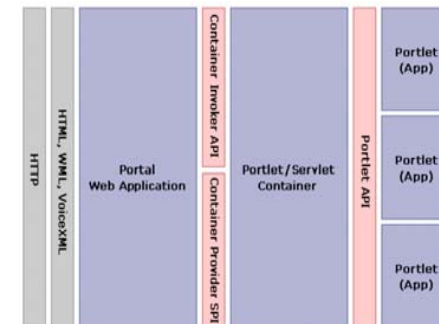 HTTP
HTML, WML, VoiceXML
Portal
Web Application
Container Invoker API
Container Provider SPI
Portlet/Servlet
Container
Portlet API
Portlet
(App)
Portlet
(App)
Portlet
(App)